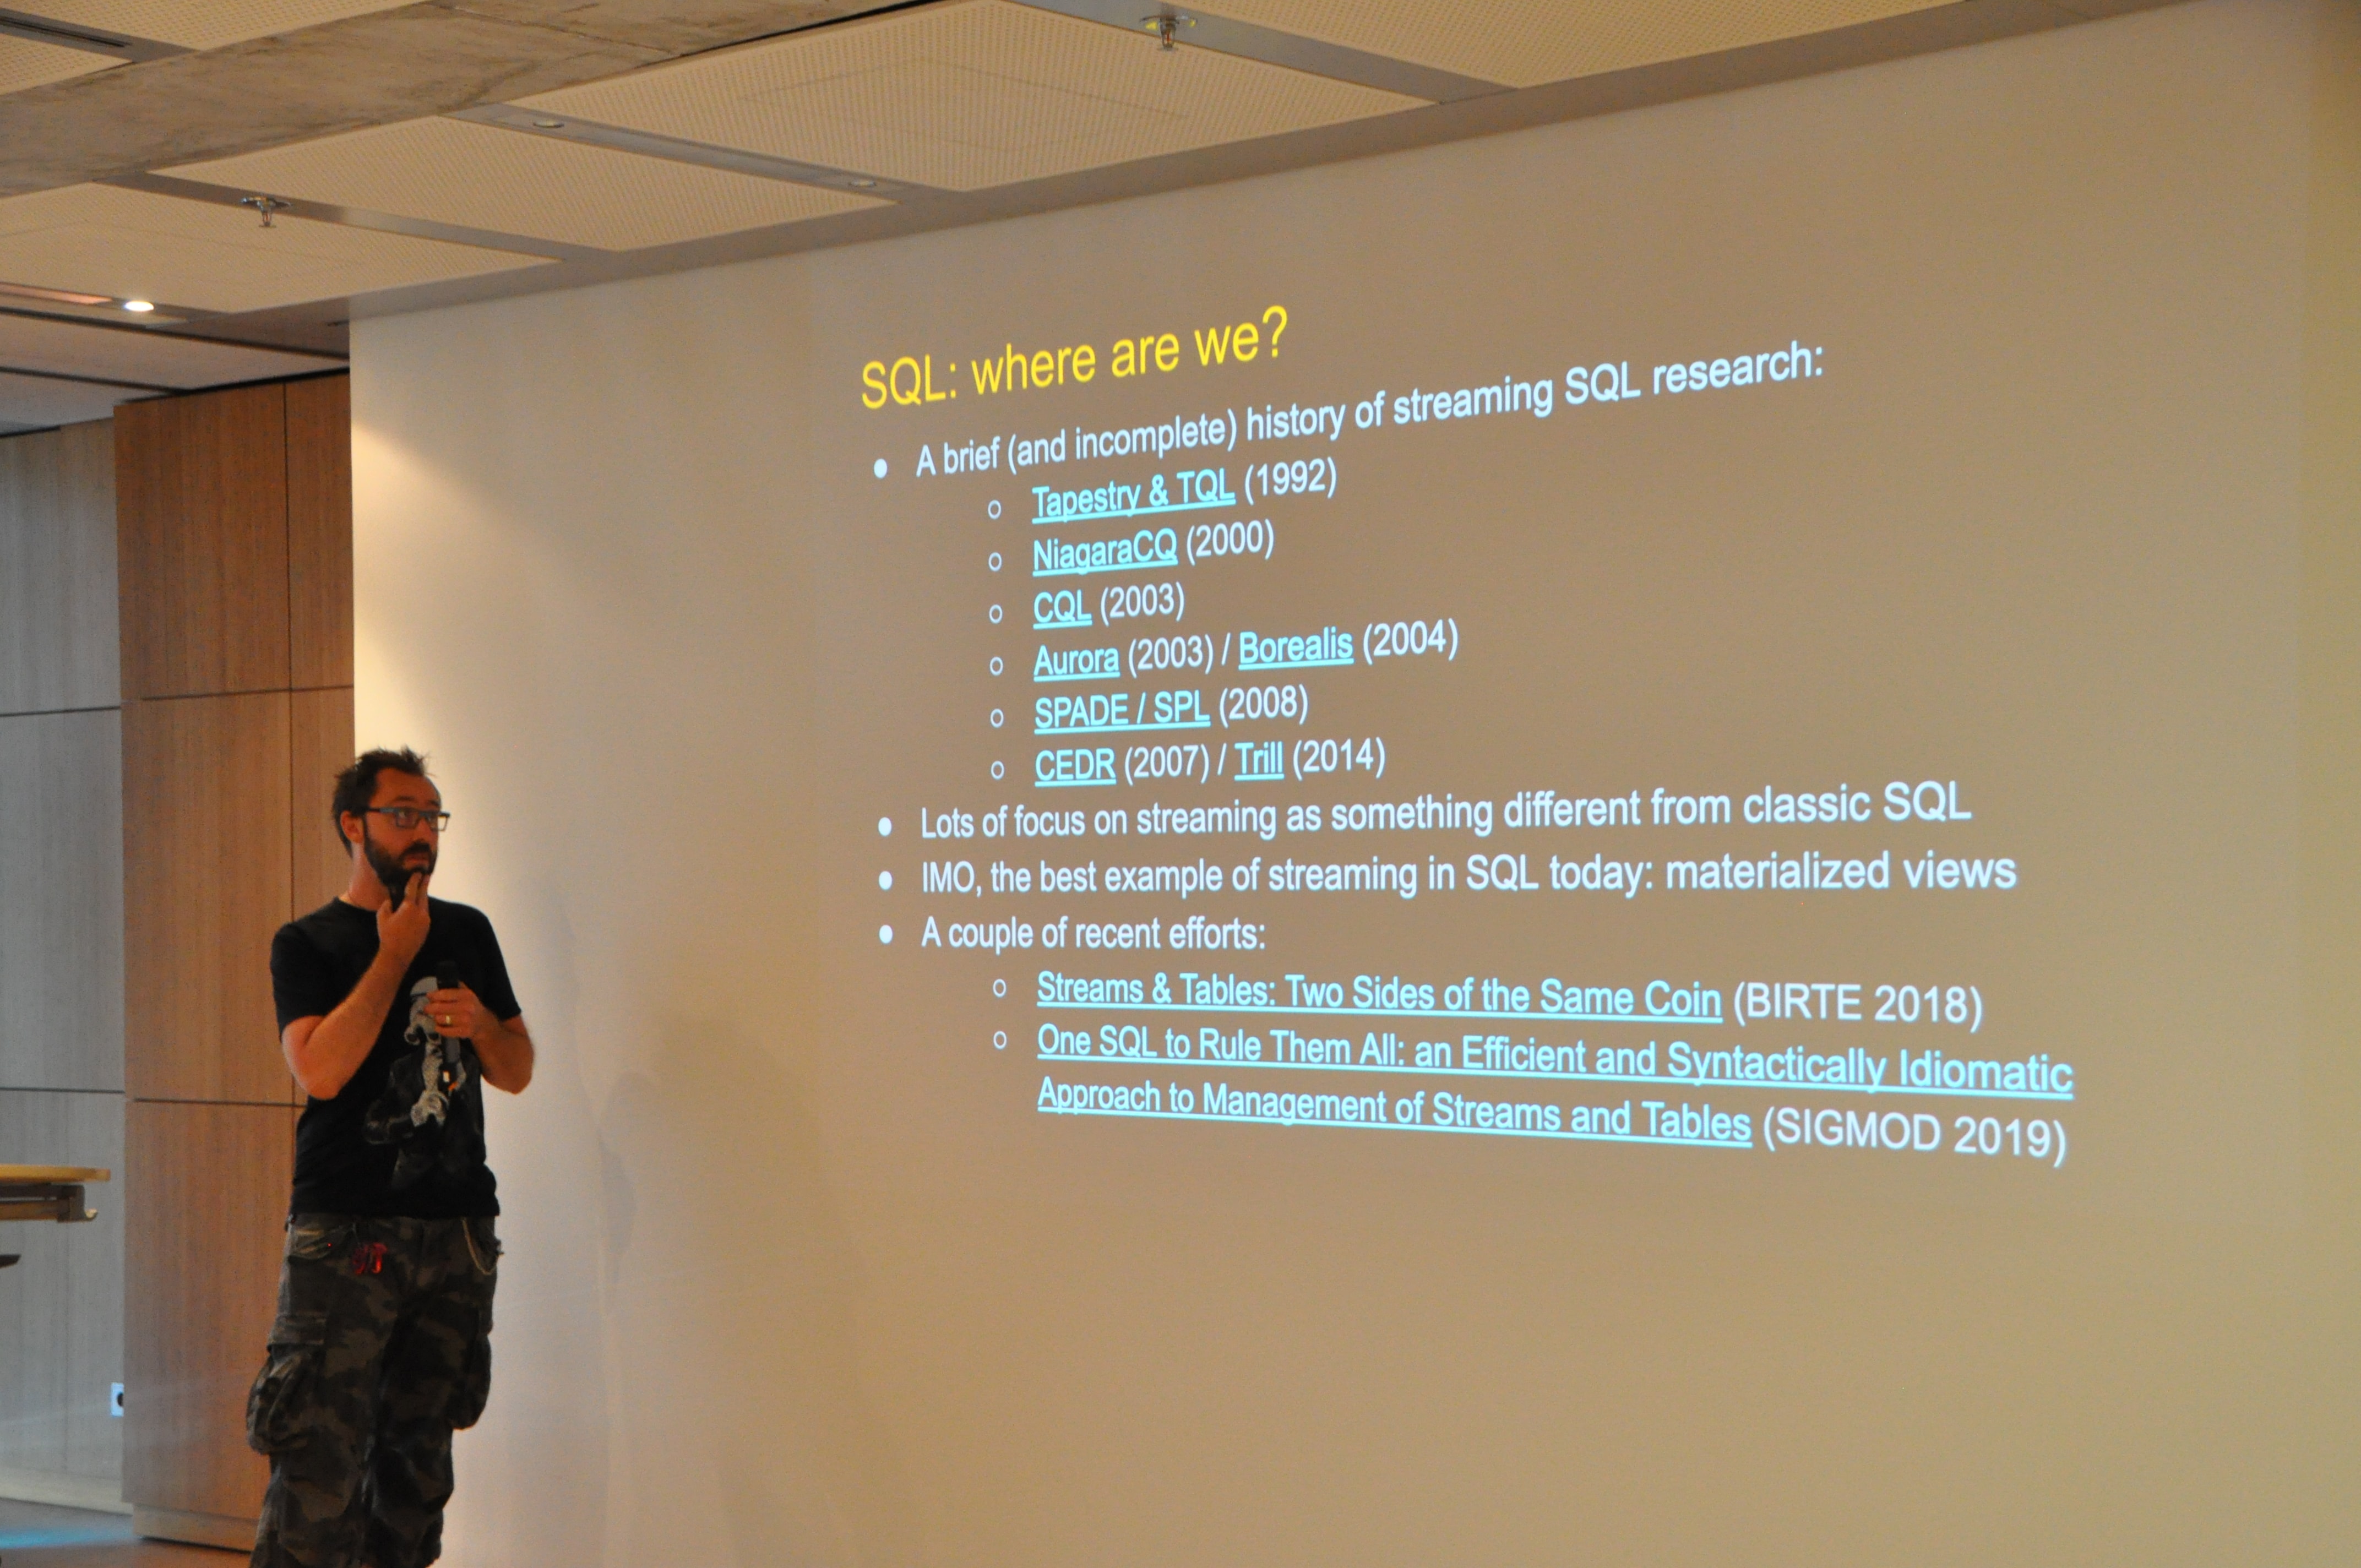 SQL: where are we?
● A brief (and incomplete) history of streaming SQL research:
○ Tapestry & TQL (1992)
○ NiagaraCQ (2000)
○ CQL (2003)
○ Aurora (2003) / Borealis (2004)
○ SPADE / SPL (2008)
○ CEDR (2007) / Trill (2014)
● Lots of focus on streaming as something different from classic SQL
● IMO, the best example of streaming in SQL today: materialized views
● A couple of recent efforts:
○ Streams & Tables: Two Sides of the Same Coin (BIRTE 2018)
○ One SQL to Rule Them All: an Efficient and Syntactically Idiomatic
Approach to Management of Streams and Tables (SIGMOD 2019)